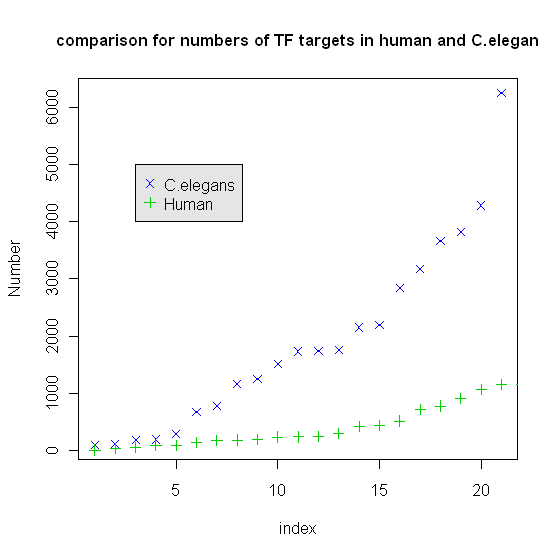 comparison for numbers of TF targets in human and C.elegan
6000
5000
4000
3000
2000
1000
0
Number
C.elegans
Human
5 10 15 20
index